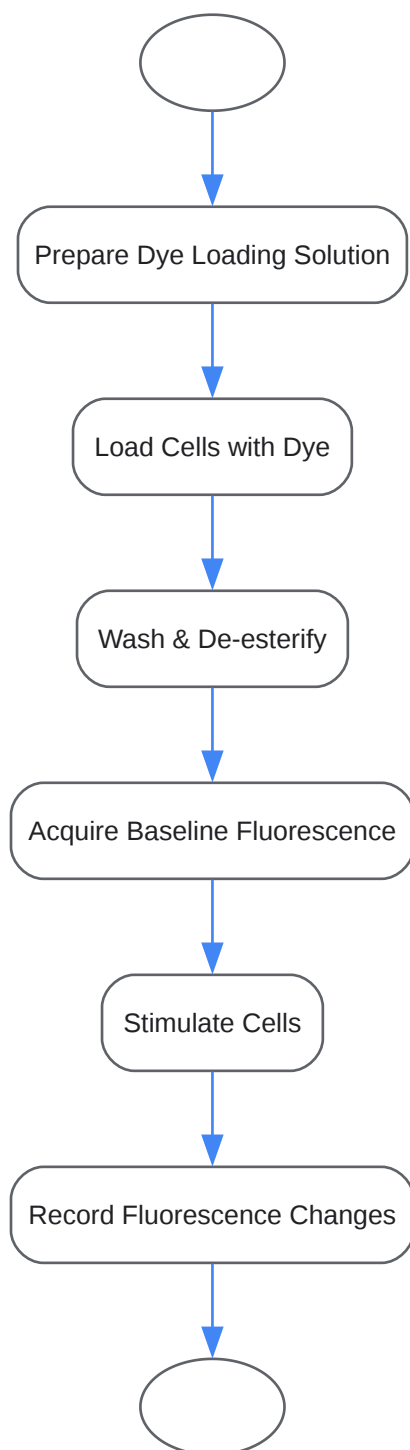 Prepare Dye Loading Solution
Load Cells with Dye
Wash & De-esterify
Acquire Baseline Fluorescence
Stimulate Cells
Record Fluorescence Changes